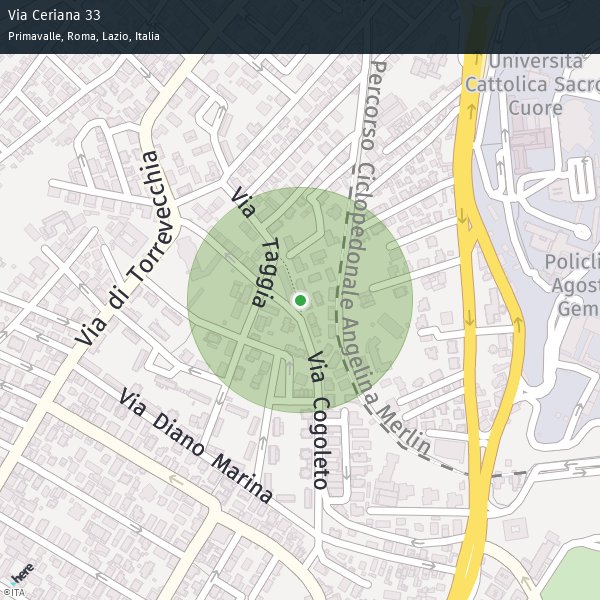 Via Ceriana 33
Primavalle, Roma, Lazio, Italia
Università
Cattolica Sacro
Cuore
Percorso Ciclopedonale Angelina Merlin
Via di Torrevecchia
Via Taggia
Policli
Agost
Gem
Via Cogoleto
Via Diano Marina
here
©ITA